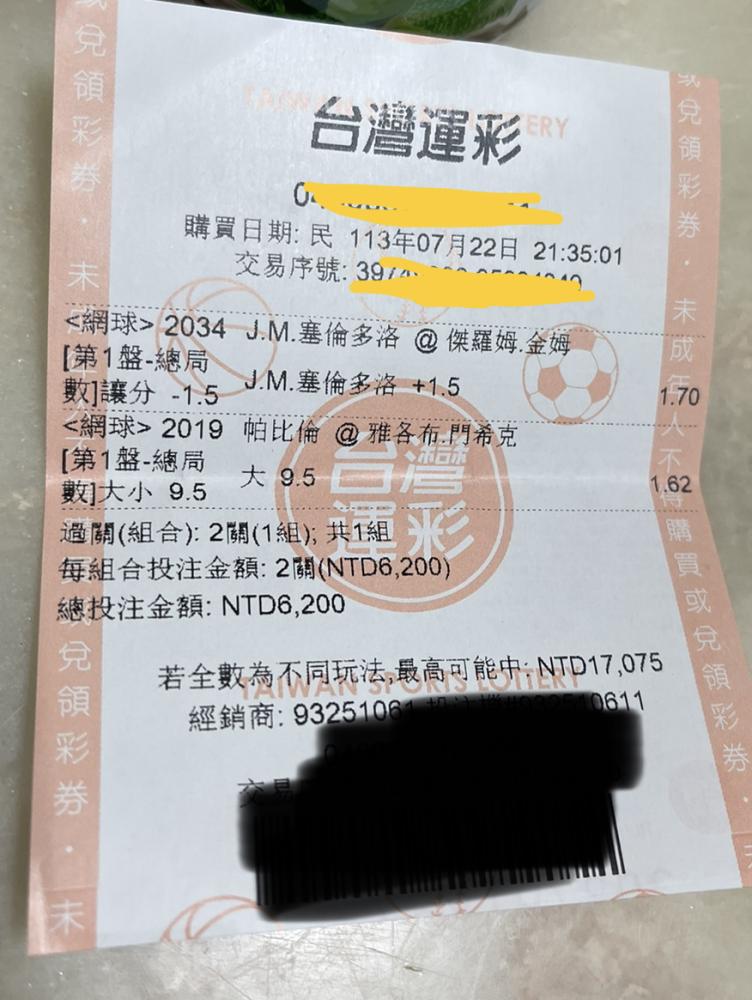 TAIWAN SPORTS LOTTERY
台灣運彩
購買日期: 民 113年07月22日 21:35:01
交易序號: 3974
<網球> 2034 J.M.塞倫多洛 @ 傑羅姆.金姆
[第1盤-總局
數]讓分 -1.5 J.M.塞倫多洛 +1.5 1.70
<網球> 2019 帕比倫 @ 雅各布.門希克
[第1盤-總局
數]大小 9.5 大 9.5 1.62
台灣
運彩
過關(組合): 2關(1組); 共1組
每組合投注金額: 2關(NTD6,200)
總投注金額: NTD6,200
若全數為不同玩法,最高可能中: NTD17,075
TAIWAN SPORTS LOTTERY
經銷商: 93251061
交易
或兌領彩券・未
兌領彩券・未
或兌領彩券・未成年人不得購買或兌領彩券・未